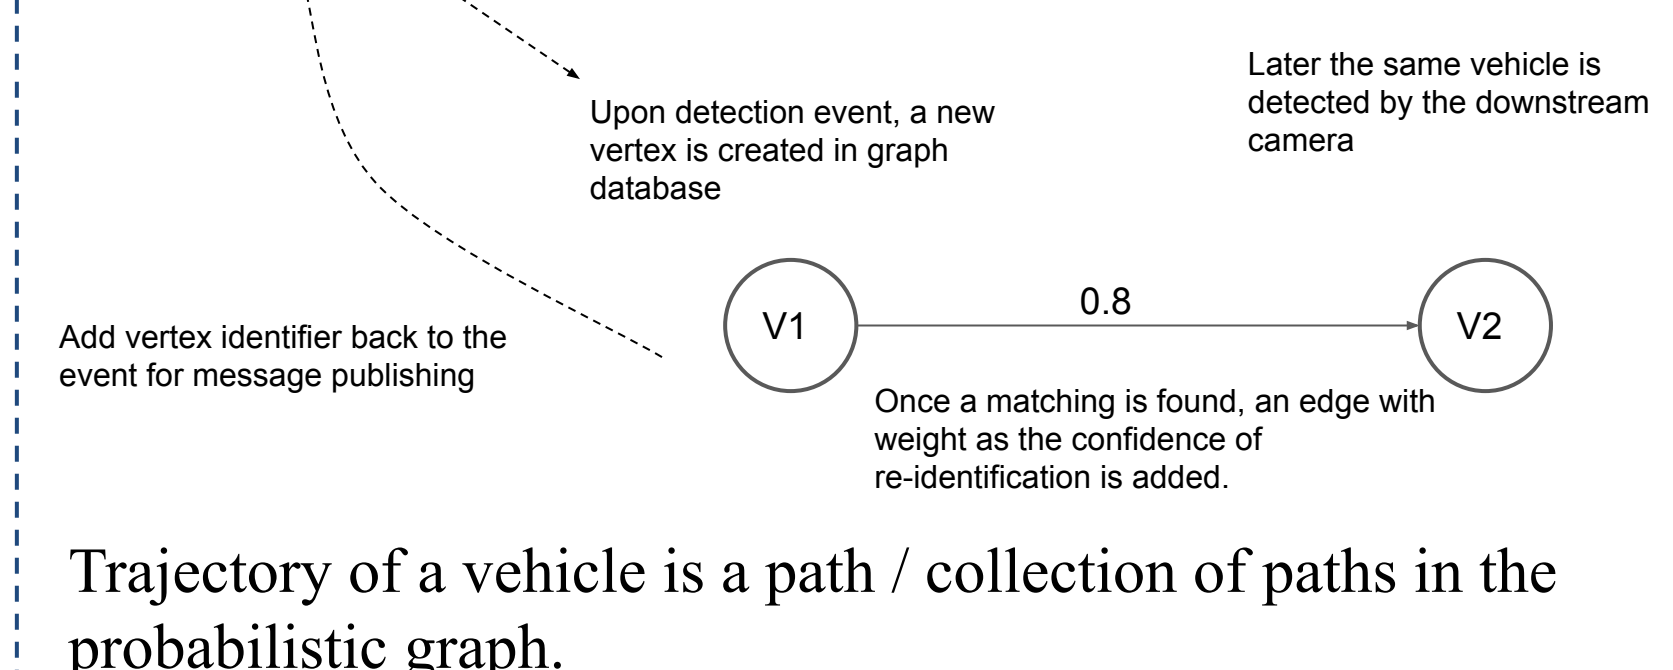 Later the same vehicle is
detected by the downstream
camera
Upon detection event, a new
vertex is created in graph
database
V1
0.8
V2
Add vertex identifier back to the
event for message publishing
Once a matching is found, an edge with
weight as the confidence of
re-identification is added.
Trajectory of a vehicle is a path / collection of paths in the
probabilistic graph.